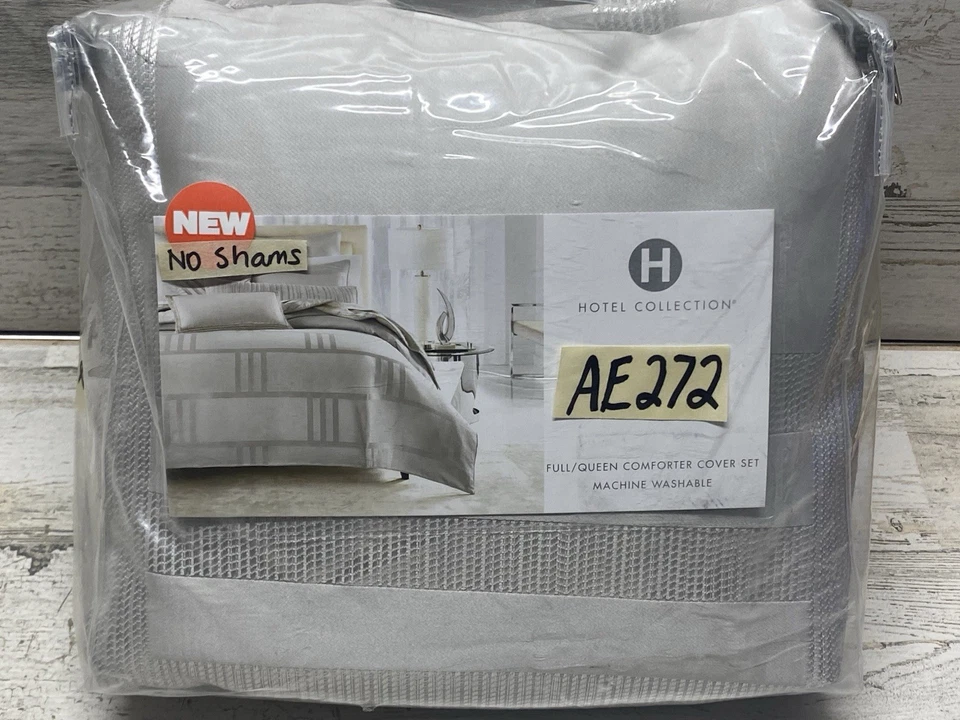 NEW
NO Shams
H
HOTEL COLLECTION®
AE272
FULL/QUEEN COMFORTER COVER SET
MACHINE WASHABLE